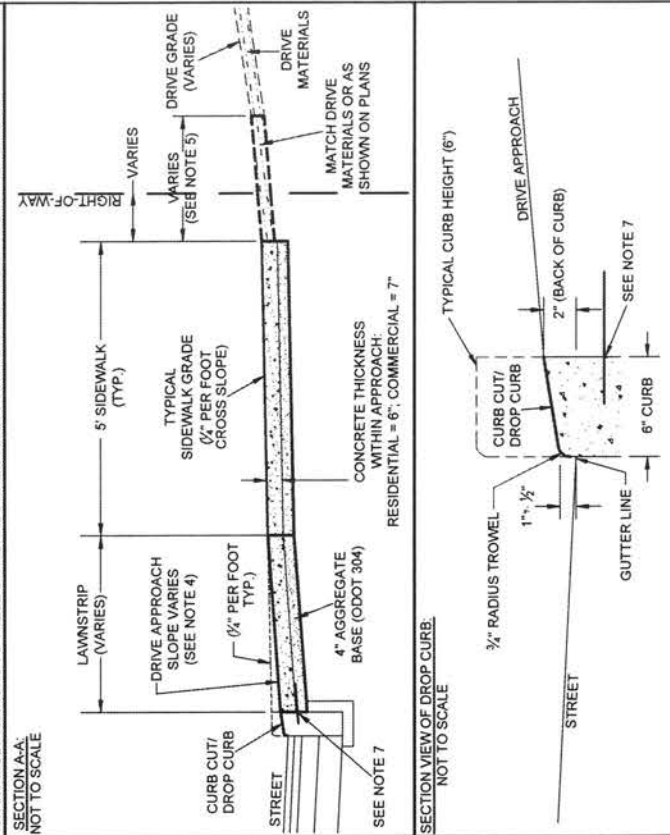 SECTION A-A:
NOT TO SCALE
LAWNSTRIP
(VARIES)
5' SIDEWALK
(TYP.)
RIGHT-OF-WAY
VARIES
VARIES
(SEE NOTE 5)
DRIVE GRADE
(VARIES)
DRIVE
MATERIALS
DRIVE APPROACH
SLOPE VARIES
(SEE NOTE 4)
(¼" PER FOOT
TYP.)
TYPICAL
SIDEWALK GRADE
(¼" PER FOOT
CROSS SLOPE)
MATCH DRIVE
MATERIALS OR AS
SHOWN ON PLANS
CURB CUT/
DROP CURB
STREET
SEE NOTE 7
4" AGGREGATE
BASE (ODOT 304)
CONCRETE THICKNESS
WITHIN APPROACH:
RESIDENTIAL = 6"; COMMERCIAL = 7"
SECTION VIEW OF DROP CURB:
NOT TO SCALE
TYPICAL CURB HEIGHT (6")
¾" RADIUS TROWEL
CURB CUT/
DROP CURB
DRIVE APPROACH
2" (BACK OF CURB)
1"+ ½"
STREET
GUTTER LINE
6" CURB
SEE NOTE 7